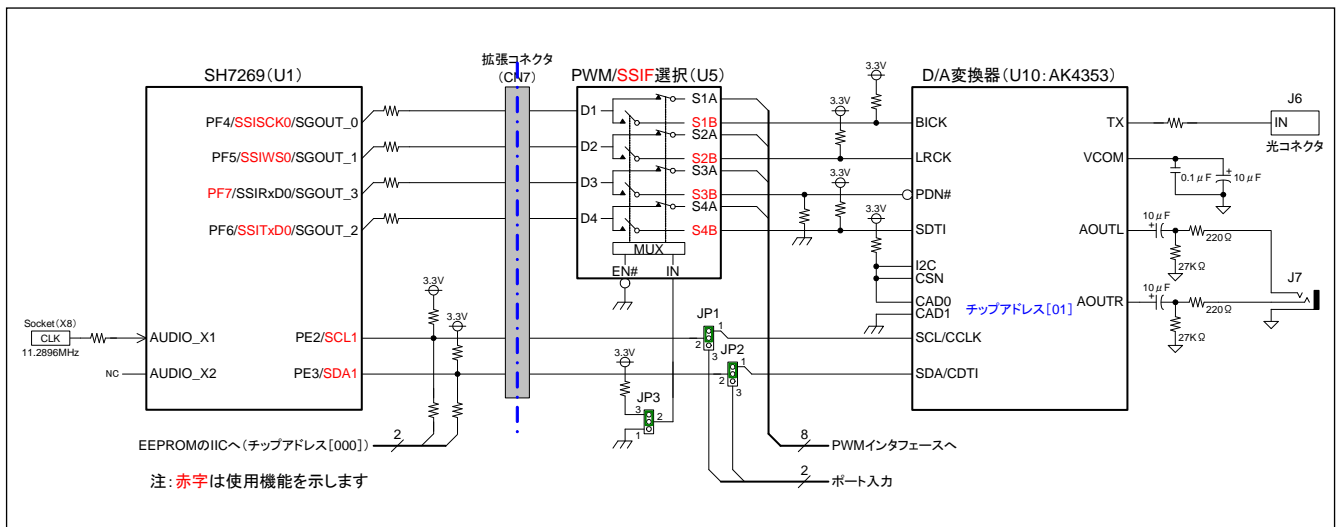 SH7269(U1)
拡張コネクタ
(CN7)
PWM/SSIF選択(U5)
D/A変換器(U10:AK4353)
PF4/SSISCK0/SGOUT_0
PF5/SSIWS0/SGOUT_1
PF7/SSIRxD0/SGOUT_3
PF6/SSITxD0/SGOUT_2
AUDIO_X1
AUDIO_X2
PE2/SCL1
PE3/SDA1
Socket(X8)
CLK
11.2896MHz
NC
3.3V
3.3V
D1
D2
D3
D4
S1A
S1B
S2A
S2B
S3A
S3B
S4A
S4B
MUX
EN#
IN
3.3V
3.3V
3.3V
3.3V
3.3V
JP1
1
2
3
JP2
1
2
3
JP3
3
2
1
BICK
LRCK
PDN#
SDTI
I2C
CSN
CAD0
CAD1
チップアドレス[01]
SCL/CCLK
SDA/CDTI
TX
VCOM
AOUTL
AOUTR
J6
IN
光コネクタ
0.1μF
10μF
10μF
220Ω
27KΩ
10μF
220Ω
27KΩ
J7
EEPROMのIICへ(チップアドレス[000])
2
8
PWMインタフェースへ
2
ポート入力
注:赤字は使用機能を示します